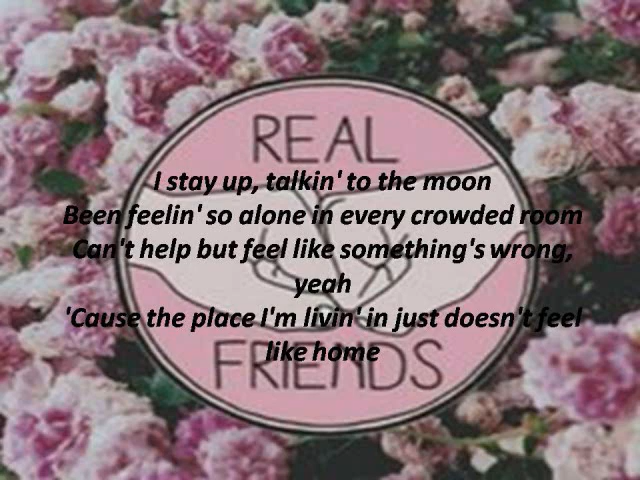 REAL
I stay up, talkin' to the moon
Been feelin' so alone in every crowded room
Can't help but feel like something's wrong,
yeah
'Cause the place I'm livin' in just doesn't feel
like home
FRIENDS